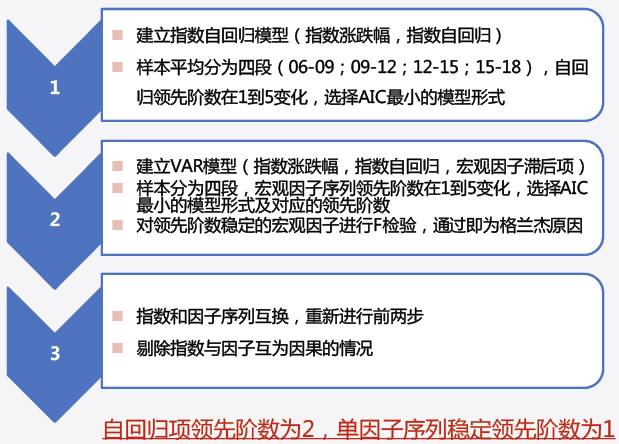 建立指数自回归模型（指数涨跌幅，指数自回归）
样本平均分为四段（06-09；09-12；12-15；15-18），自回
归领先阶数在1到5变化，选择AIC最小的模型形式
1
建立VAR模型（指数涨跌幅，指数自回归，宏观因子滞后项）
样本分为四段，宏观因子序列领先阶数在1到5变化，选择AIC
最小的模型形式及对应的领先阶数
对领先阶数稳定的宏观因子进行F检验，通过即为格兰杰原因
2
指数和因子序列互换，重新进行前两步
剔除指数与因子互为因果的情况
3
自回归项领先阶数为2，单因子序列稳定领先阶数为1